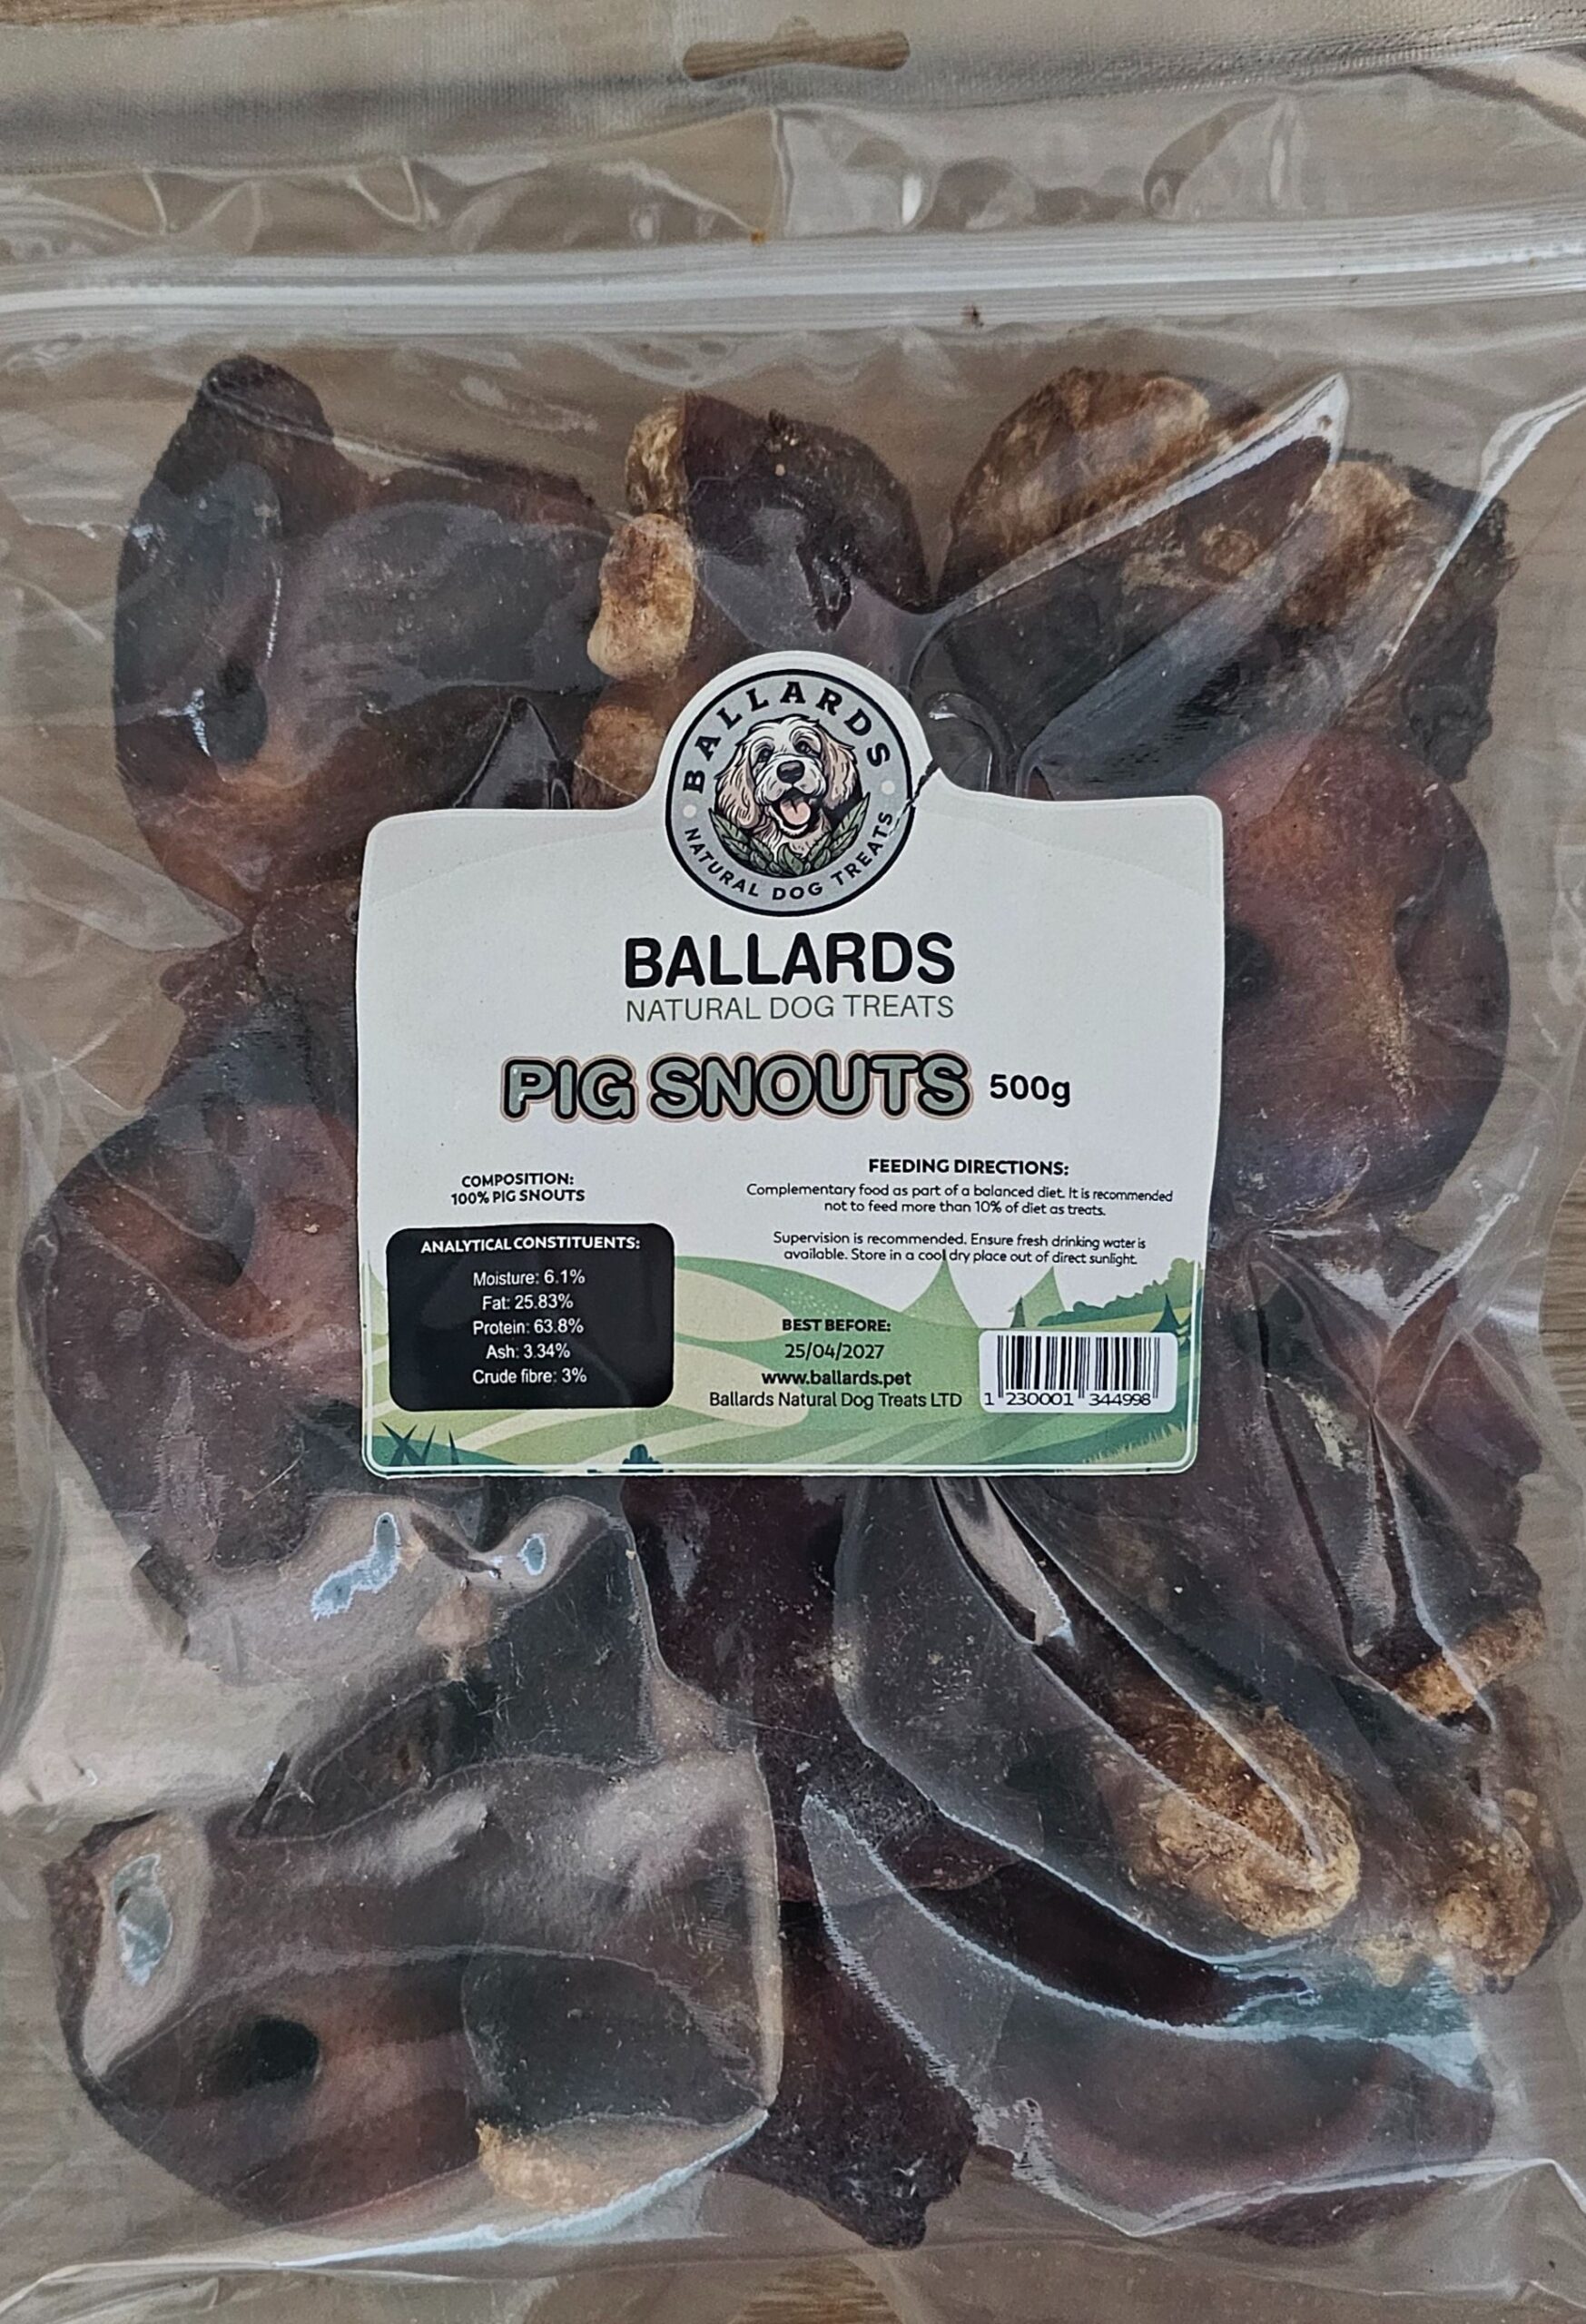 BALLARDS
NATURAL DOG TREATS
BALLARDS
NATURAL DOG TREATS
PIG SNOUTS 500g
COMPOSITION:
100% PIG SNOUTS
ANALYTICAL CONSTITUENTS:
Moisture: 6.1%
Fat: 25.83%
Protein: 63.8%
Ash: 3.34%
Crude fibre: 3%
FEEDING DIRECTIONS:
Complementary food as part of a balanced diet. It is recommended
not to feed more than 10% of diet as treats.
Supervision is recommended. Ensure fresh drinking water is
available. Store in a cool dry place out of direct sunlight.
BEST BEFORE:
25/04/2027
www.ballards.pet
Ballards Natural Dog Treats LTD
1 230001 344998